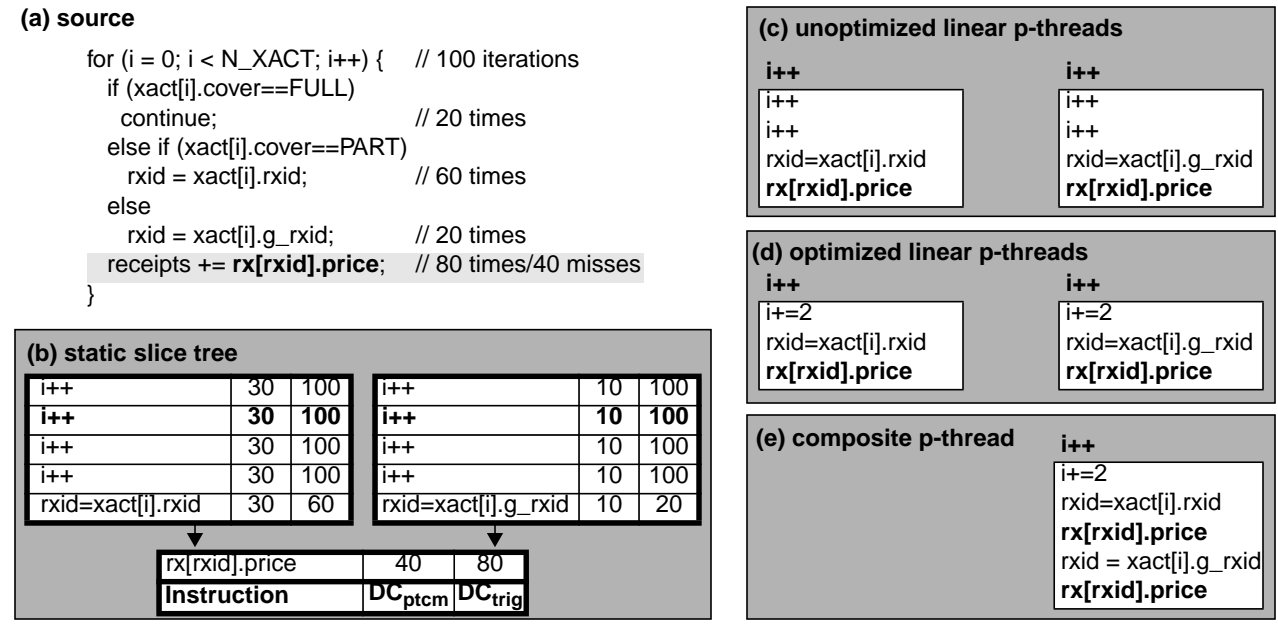 (a) source
for (i = 0; i < N_XACT; i++) { // 100 iterations
if (xact[i].cover==FULL)
continue; // 20 times
else if (xact[i].cover==PART)
rxid = xact[i].rxid; // 60 times
else
rxid = xact[i].g_rxid; // 20 times
receipts += rx[rxid].price; // 80 times/40 misses
}
(b) static slice tree
i++ 30 100 i++ 10 100
i++ 30 100 i++ 10 100
i++ 30 100 i++ 10 100
i++ 30 100 i++ 10 100
rxid=xact[i].rxid 30 60 rxid=xact[i].g_rxid 10 20
rx[rxid].price 40 80
Instruction DCptcm DCtrig
(c) unoptimized linear p-threads
i++ i++
i++ i++
i++ i++
rxid=xact[i].rxid rxid=xact[i].g_rxid
rx[rxid].price rx[rxid].price
(d) optimized linear p-threads
i++ i++
i+=2 i+=2
rxid=xact[i].rxid rxid=xact[i].g_rxid
rx[rxid].price rx[rxid].price
(e) composite p-thread i++
i+=2
rxid=xact[i].rxid
rx[rxid].price
rxid = xact[i].g_rxid
rx[rxid].price